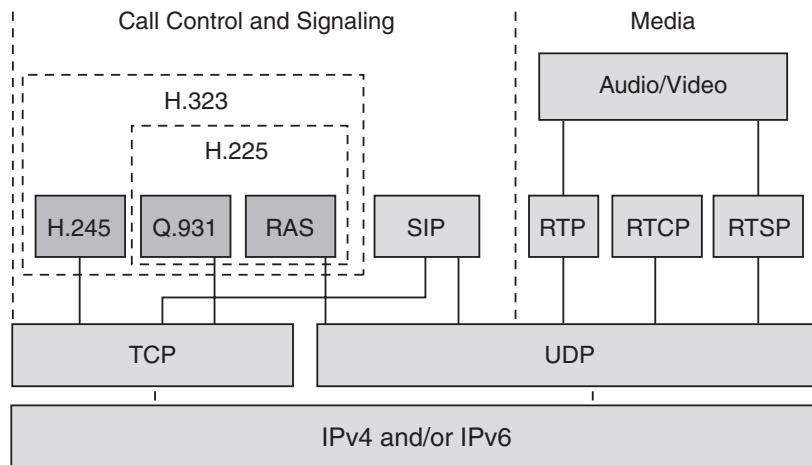 Call Control and Signaling
Media
H.323
H.225
H.245
Q.931
RAS
SIP
Audio/Video
RTP
RTCP
RTSP
TCP
UDP
IPv4 and/or IPv6